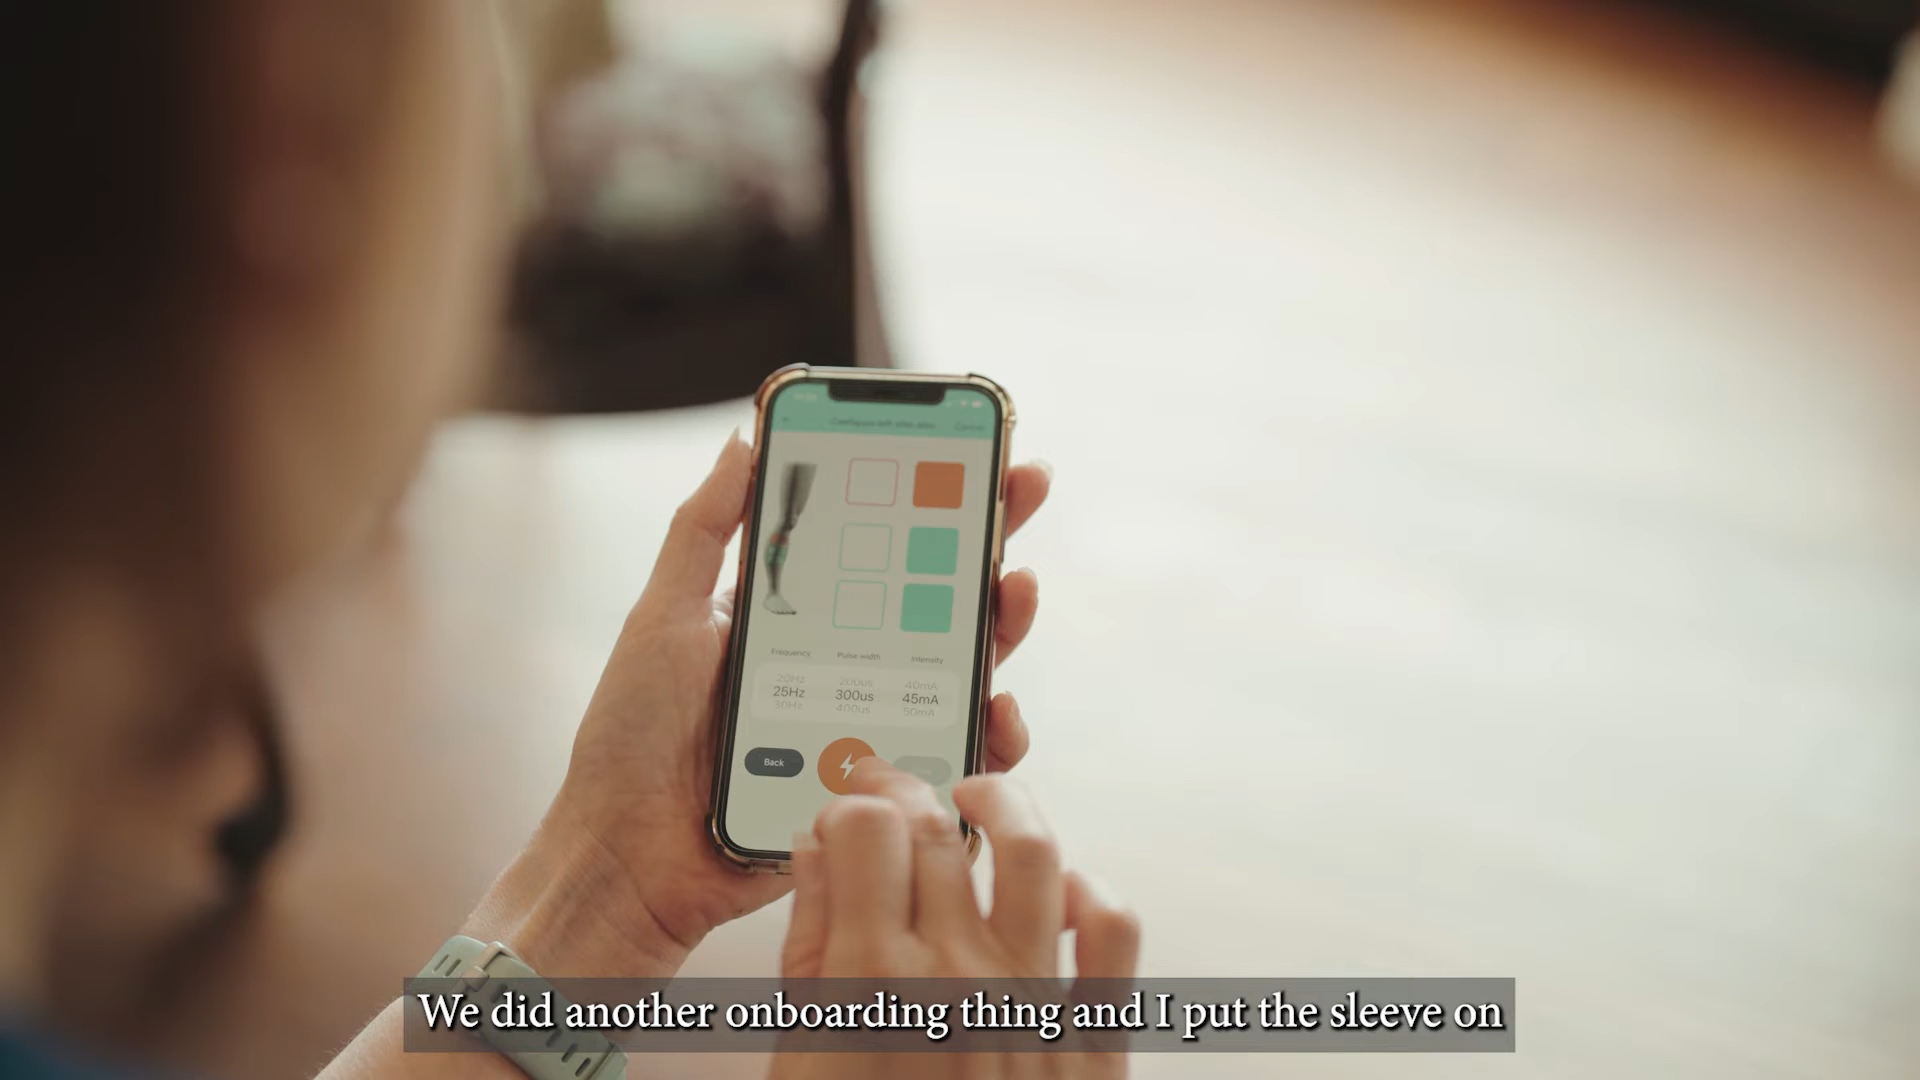 Frequency Pulse width Intensity
20Hz 200us 40mA
25Hz 300us 45mA
30Hz 400us 50mA
Back
We did another onboarding thing and I put the sleeve on